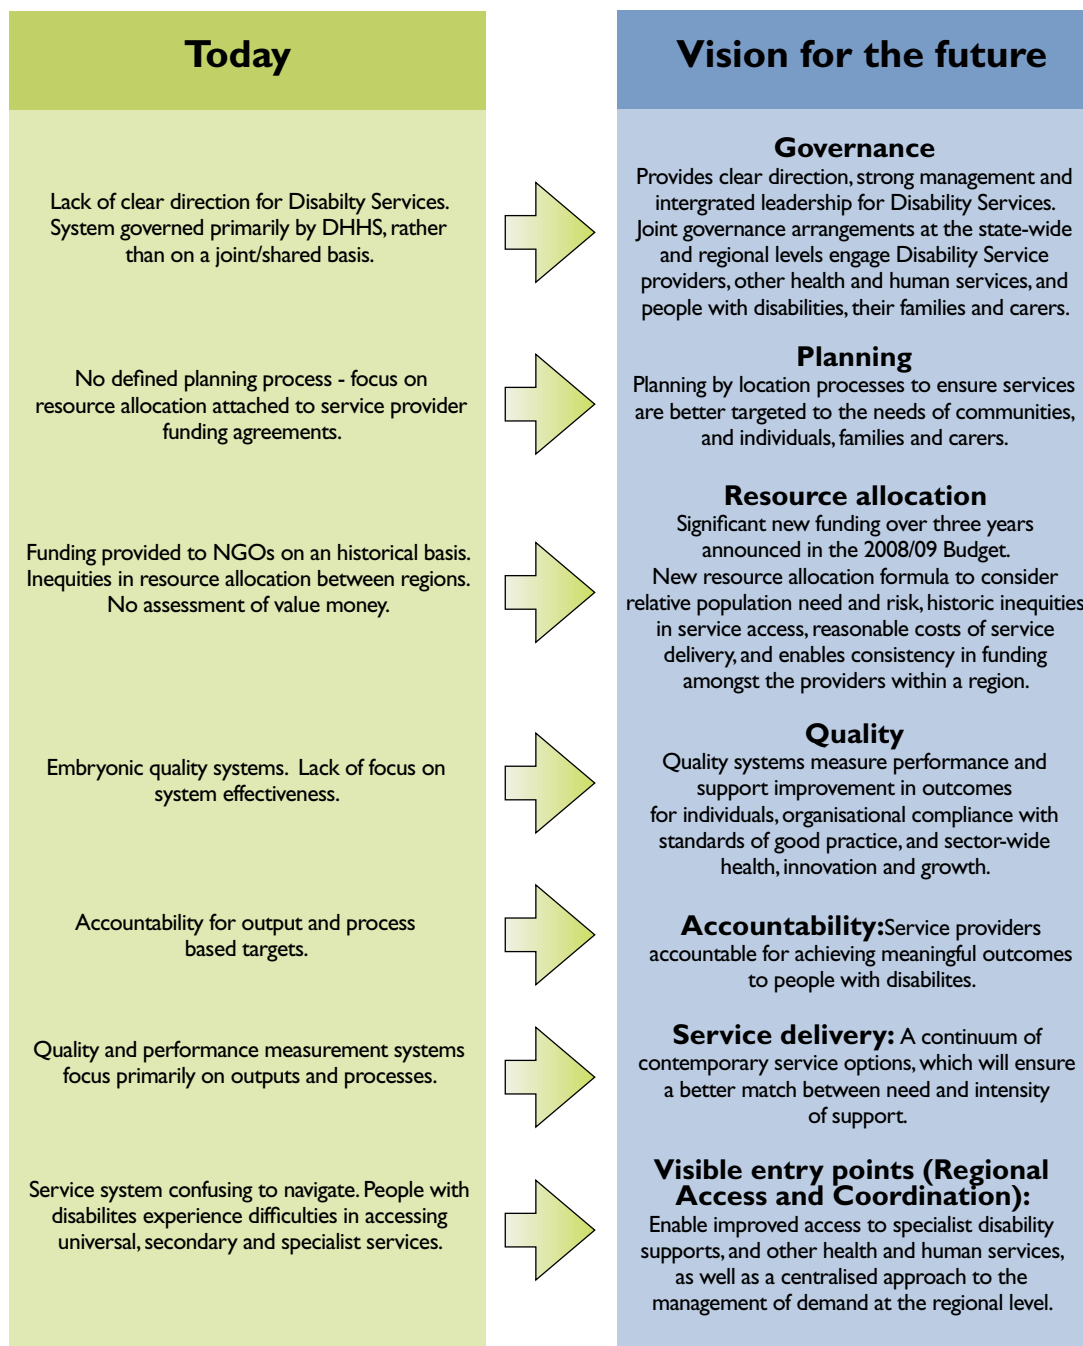 Today
Lack of clear direction for Disabilty Services.
System governed primarily by DHHS, rather
than on a joint/shared basis.
No defined planning process - focus on
resource allocation attached to service provider
funding agreements.
Funding provided to NGOs on an historical basis.
Inequities in resource allocation between regions.
No assessment of value money.
Embryonic quality systems.  Lack of focus on
system effectiveness.
Accountability for output and process
based targets.
Quality and performance measurement systems
focus primarily on outputs and processes.
Service system confusing to navigate. People with
disabilites experience difficulties in accessing
universal, secondary and specialist services.
Vision for the future
Governance
Provides clear direction, strong management and
intergrated leadership for Disability Services.
Joint governance arrangements at the state-wide
and regional levels engage Disability Service
providers, other health and human services, and
people with disabilities, their families and carers.
Planning
Planning by location processes to ensure services
are better targeted to the needs of communities,
and individuals, families and carers.
Resource allocation
Significant new funding over three years
announced in the 2008/09 Budget.
New resource allocation formula to consider
relative population need and risk, historic inequities
in service access, reasonable costs of service
delivery, and enables consistency in funding
amongst the providers within a region.
Quality
Quality systems measure performance and
support improvement in outcomes
for individuals, organisational compliance with
standards of good practice, and sector-wide
health, innovation and growth.
Accountability:Service providers
accountable for achieving meaningful outcomes
to people with disabilites.
Service delivery: A continuum of
contemporary service options, which will ensure
a better match between need and intensity
of support.
Visible entry points (Regional
Access and Coordination):
Enable improved access to specialist disability
supports, and other health and human services,
as well as a centralised approach to the
management of demand at the regional level.